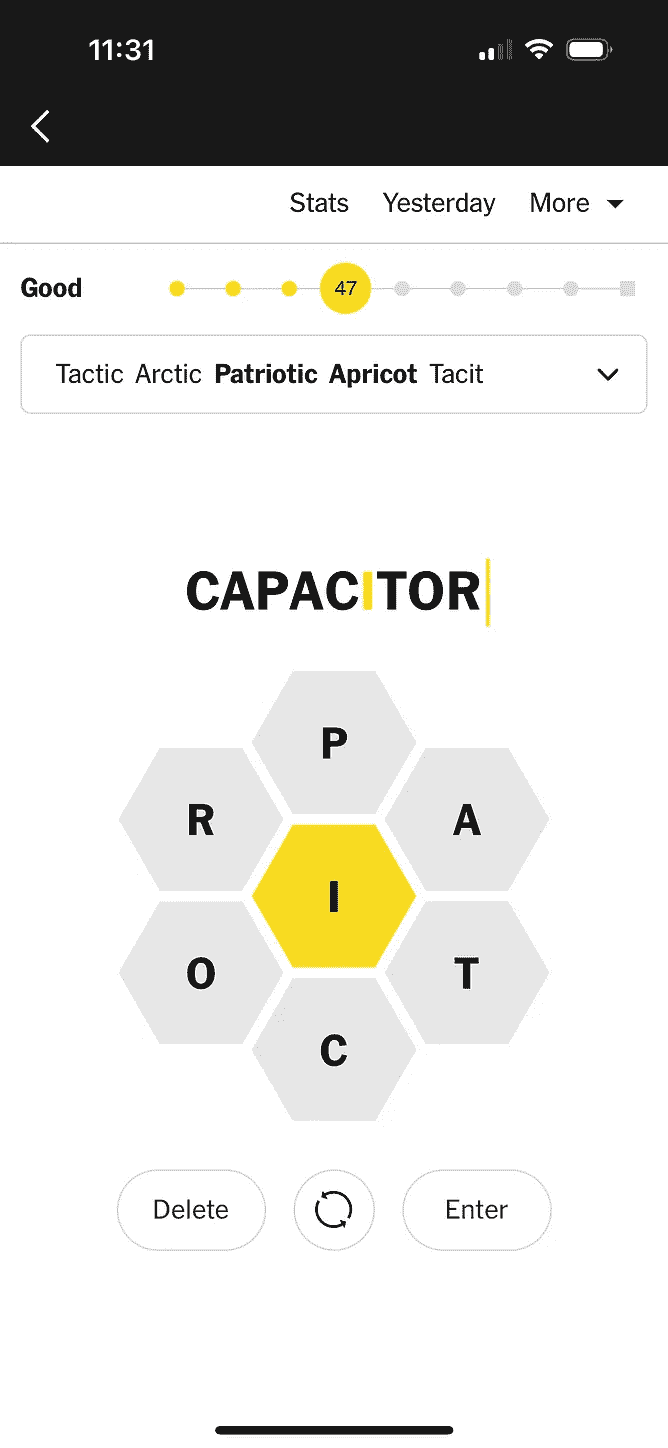 11:31
Stats Yesterday More
Good 47
Tactic Arctic Patriotic Apricot Tacit
CAPACITOR
P
R A
I
O T
C
Delete Enter